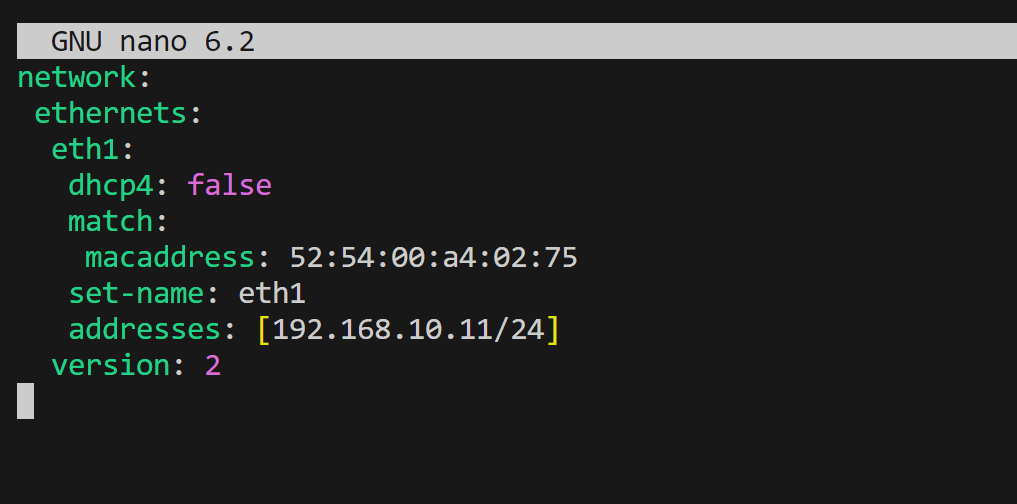 GNU nano 6.2
network:
 ethernets:
  eth1:
   dhcp4: false
   match:
    macaddress: 52:54:00:a4:02:75
   set-name: eth1
   addresses: [192.168.10.11/24]
  version: 2